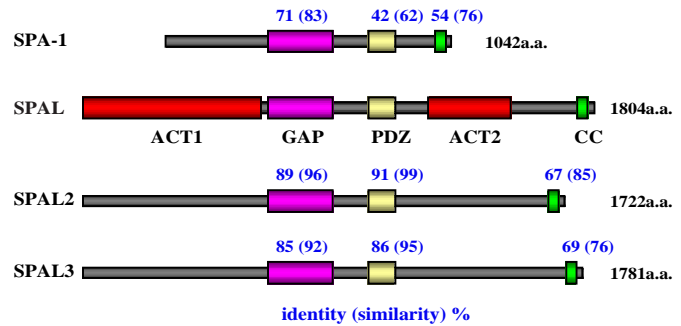 71 (83) 42 (62) 54 (76)
SPA-1 1042a.a.
SPAL 1804a.a.
ACT1 GAP PDZ ACT2 CC
89 (96) 91 (99) 67 (85)
SPAL2 1722a.a.
85 (92) 86 (95) 69 (76)
SPAL3 1781a.a.
identity (similarity) %